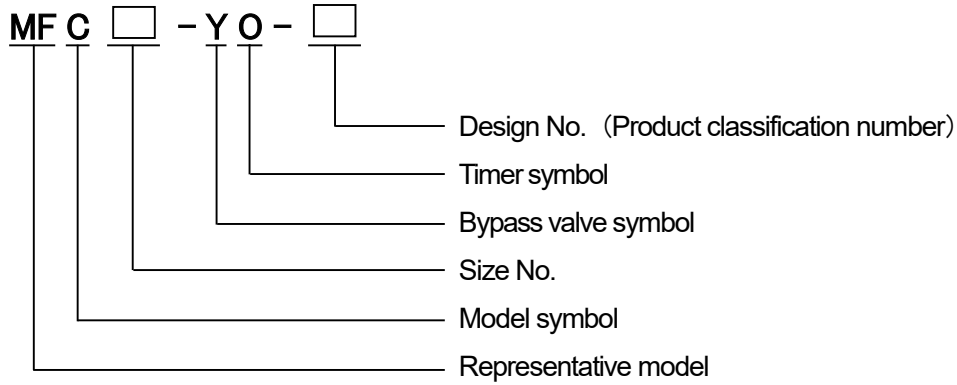 MF C □ -Y O- □
Design No.（Product classification number）
Timer symbol
Bypass valve symbol
Size No.
Model symbol
Representative model